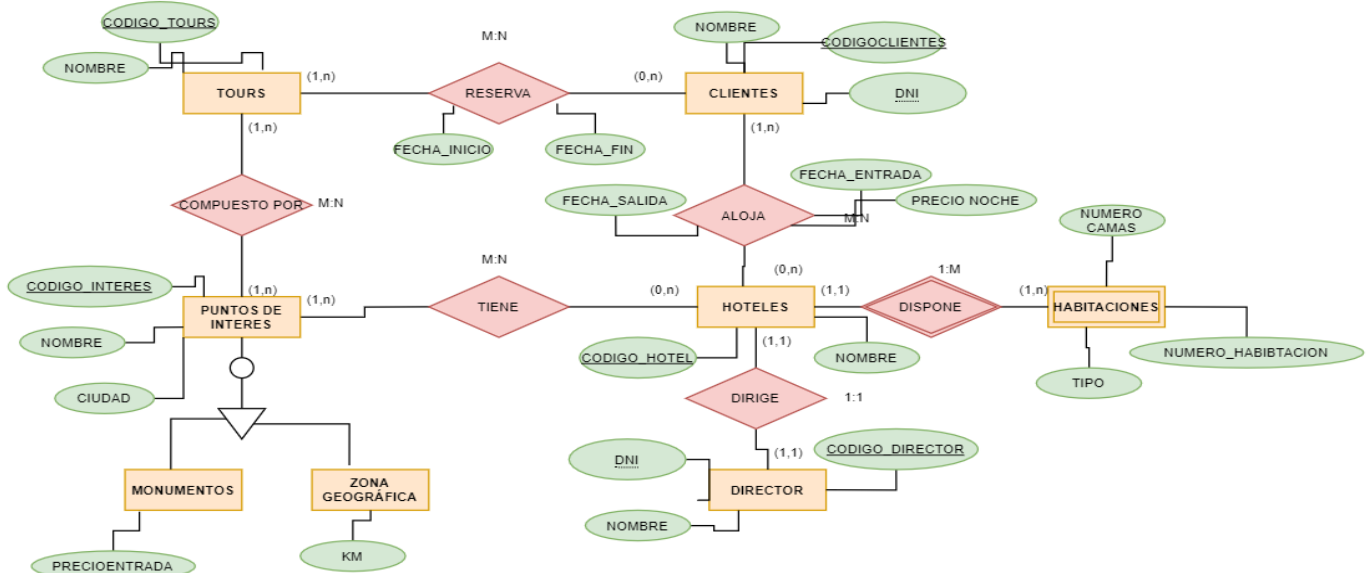 CODIGO_TOURS
NOMBRE
TOURS
(1,n)
M:N
RESERVA
(0,n)
NOMBRE
CODIGOCLIENTES
CLIENTES
DNI
(1,n)
FECHA_INICIO
FECHA_FIN
(1,n)
COMPUESTO POR
M:N
FECHA_SALIDA
ALOJA
FECHA_ENTRADA
PRECIO NOCHE
M:N
NUMERO
CAMAS
M:N
(0,n)
1:M
CODIGO_INTERES
(1,n)
(1,n)
PUNTOS DE
INTERES
TIENE
(0,n)
HOTELES
(1,1)
DISPONE
(1,n)
HABITACIONES
NOMBRE
CODIGO_HOTEL
(1,1)
NOMBRE
NUMERO_HABIBTACION
TIPO
CIUDAD
DIRIGE
1:1
MONUMENTOS
ZONA
GEOGRÁFICA
DNI
(1,1)
CODIGO_DIRECTOR
DIRECTOR
NOMBRE
PRECIOENTRADA
KM